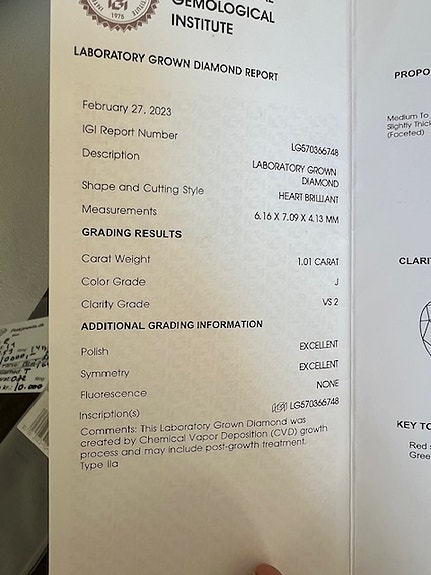 GEMOLOGICAL
INSTITUTE
1975
LABORATORY GROWN DIAMOND REPORT
February 27, 2023
IGI Report Number LG570366748
Description LABORATORY GROWN
DIAMOND
Shape and Cutting Style HEART BRILLIANT
Measurements 6.16 X 7.09 X 4.13 MM
GRADING RESULTS
Carat Weight 1.01 CARAT
Color Grade J
Clarity Grade VS 2
ADDITIONAL GRADING INFORMATION
Polish EXCELLENT
Symmetry EXCELLENT
Fluorescence NONE
Inscription(s) IGI LG570366748
Comments: This Laboratory Grown Diamond was
created by Chemical Vapor Deposition (CVD) growth
process and may include post-growth treatment.
Type IIa
PROPO
Medium To
Slightly Thick
(Faceted)
CLARI
KEY TO
Red s
Gree